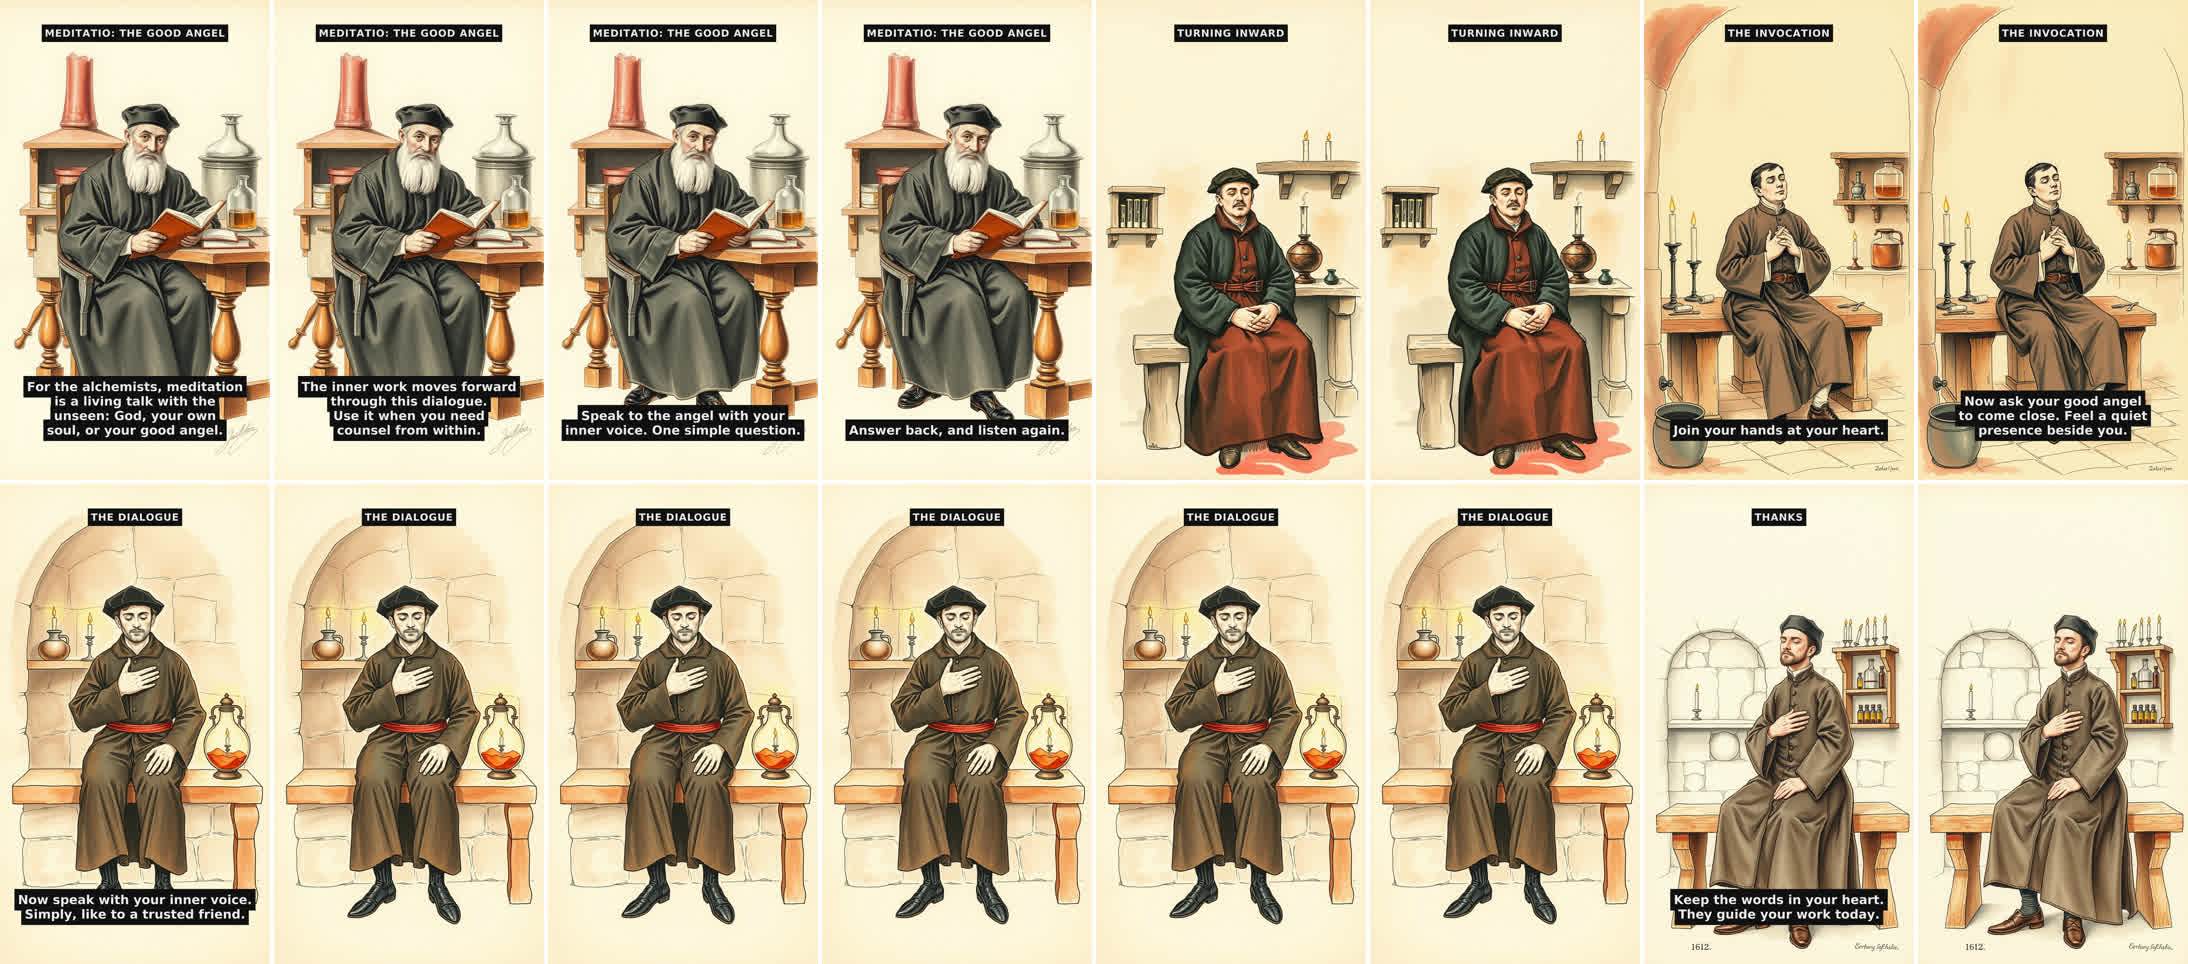 MEDITATIO: THE GOOD ANGEL
For the alchemists, meditation
is a living talk with the
unseen: God, your own
soul, or your good angel.
MEDITATIO: THE GOOD ANGEL
The inner work moves forward
through this dialogue.
Use it when you need
counsel from within.
MEDITATIO: THE GOOD ANGEL
Speak to the angel with your
inner voice. One simple question.
MEDITATIO: THE GOOD ANGEL
Answer back, and listen again.
TURNING INWARD
TURNING INWARD
THE INVOCATION
Join your hands at your heart.
THE INVOCATION
Now ask your good angel
to come close. Feel a quiet
presence beside you.
THE DIALOGUE
Now speak with your inner voice.
Simply, like to a trusted friend.
THE DIALOGUE
THE DIALOGUE
THE DIALOGUE
THE DIALOGUE
THE DIALOGUE
THANKS
Keep the words in your heart.
They guide your work today.
1612.
1612.